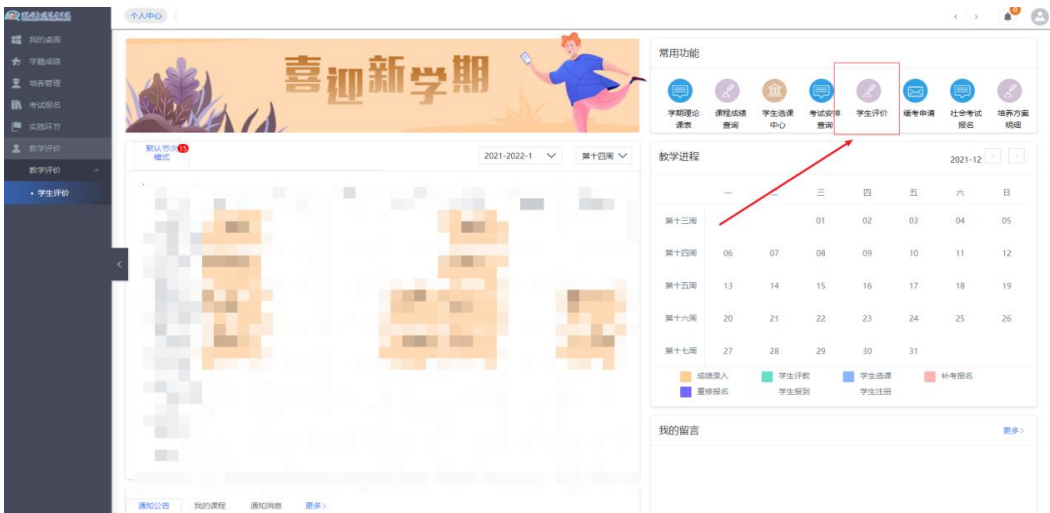 个人中心
6
我的桌面
学籍成绩
培养管理
考试报名
实践环节
教学评价
教学评价
学生评价
喜迎新学期
常用功能
学期理论课表
课程成绩查询
学生选课中心
考试安排查询
学生评价
缓考申请
社会考试报名
培养方案明细
默认节次模式
15
2021-2022-1
第十四周
教学进程
2021-12
一 二 三 四 五 六 日
第十三周 01 02 03 04 05
第十四周 06 07 08 09 10 11 12
第十五周 13 14 15 16 17 18 19
第十六周 20 21 22 23 24 25 26
第十七周 27 28 29 30 31
成绩录入 学生评教 学生选课 补考报名
重修报名 学生报到 学生注册
我的留言
更多>
通知公告 我的课程 通知消息 更多>